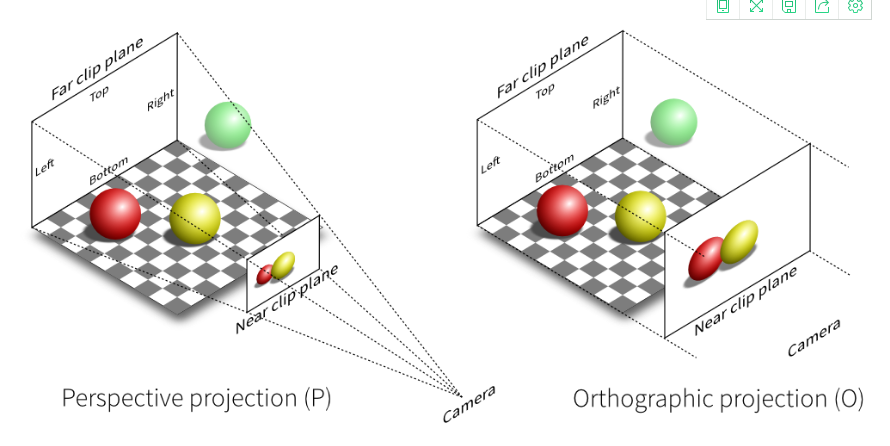 Far clip plane
Top
Right
Left
Bottom
Near clip plane
Camera
Perspective projection (P)
Far clip plane
Top
Right
Left
Bottom
Near clip plane
Camera
Orthographic projection (O)